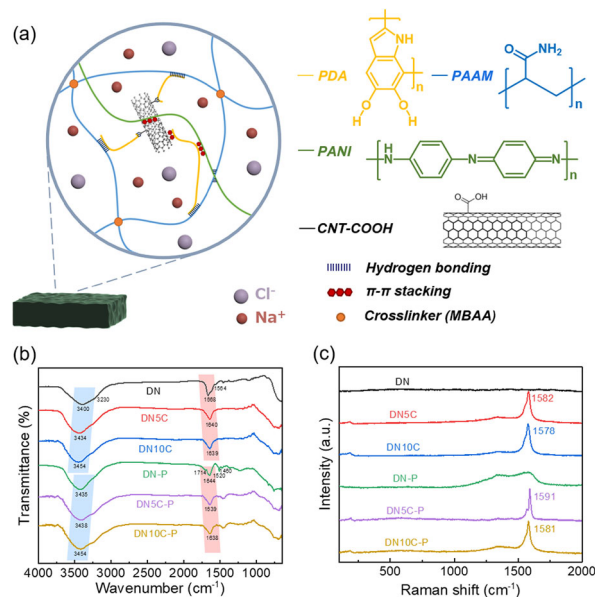 (a)
NH
n
HO OH
PDA
O
NH₂
n
PAAM
PANI
H
N
N
N
n
COOH
CNT-COOH
Hydrogen bonding
π-π stacking
Crosslinker (MBAA)
Cl⁻
Na⁺
(b)
Transmittance (%)
DN
3400
3230
1668
1584
DN5C
3434
1640
DN10C
3454
1639
DN-P
3435
1714
1644
1520
1460
DN5C-P
3438
1639
DN10C-P
3454
1638
4000 3500 3000 2500 2000 1500 1000
Wavenumber (cm⁻¹)
(c)
Intensity (a.u.)
DN
DN5C
1582
DN10C
1578
DN-P
DN5C-P
1591
DN10C-P
1581
500 1000 1500 2000
Raman shift (cm⁻¹)